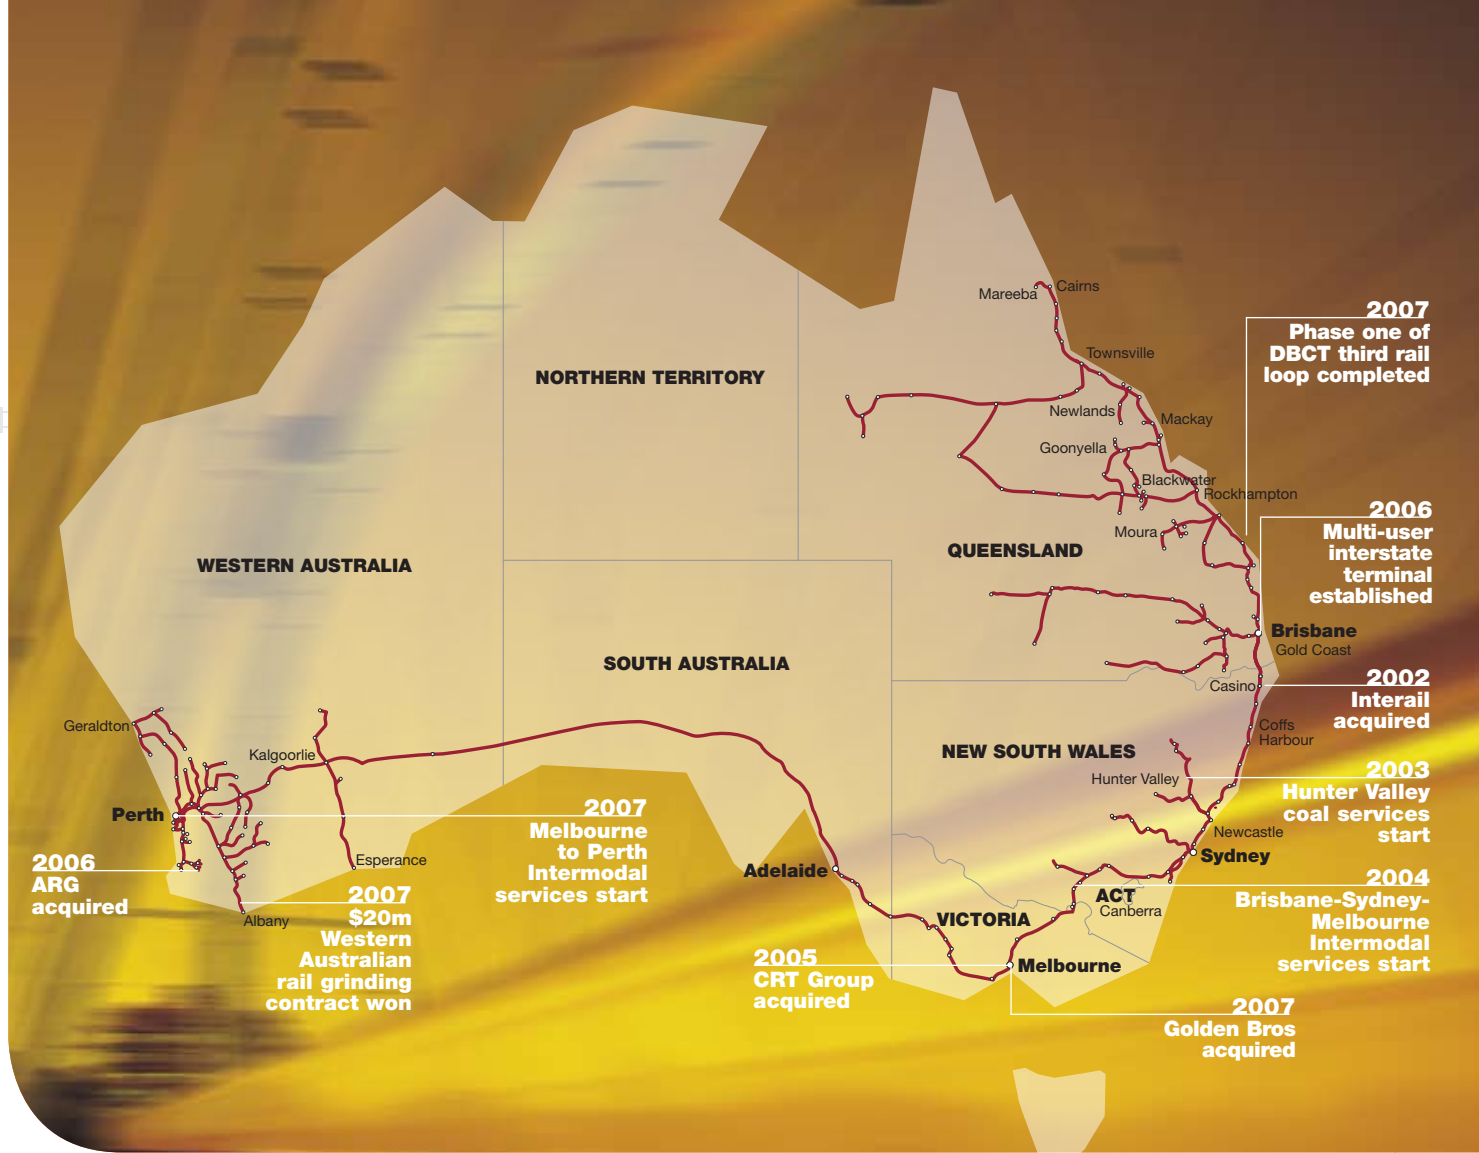 Cairns
Mareeba
2007
Phase one of
DBCT third rail
loop completed
Townsville
NORTHERN TERRITORY
Newlands
Mackay
Goonyella
Blackwater
Rockhampton
2006
Multi-user
interstate
terminal
established
Moura
QUEENSLAND
WESTERN AUSTRALIA
Brisbane
Gold Coast
SOUTH AUSTRALIA
2002
Interail
acquired
Casino
Geraldton
Coffs
Harbour
Kalgoorlie
NEW SOUTH WALES
2003
Hunter Valley
coal services
start
Hunter Valley
Perth
2007
Melbourne
to Perth
Intermodal
services start
Newcastle
Sydney
Esperance
2006
ARG
acquired
Adelaide
2004
Brisbane-Sydney-
Melbourne
Intermodal
services start
ACT
Canberra
2007
$20m
Western
Australian
rail grinding
contract won
Albany
VICTORIA
2005
CRT Group
acquired
Melbourne
2007
Golden Bros
acquired